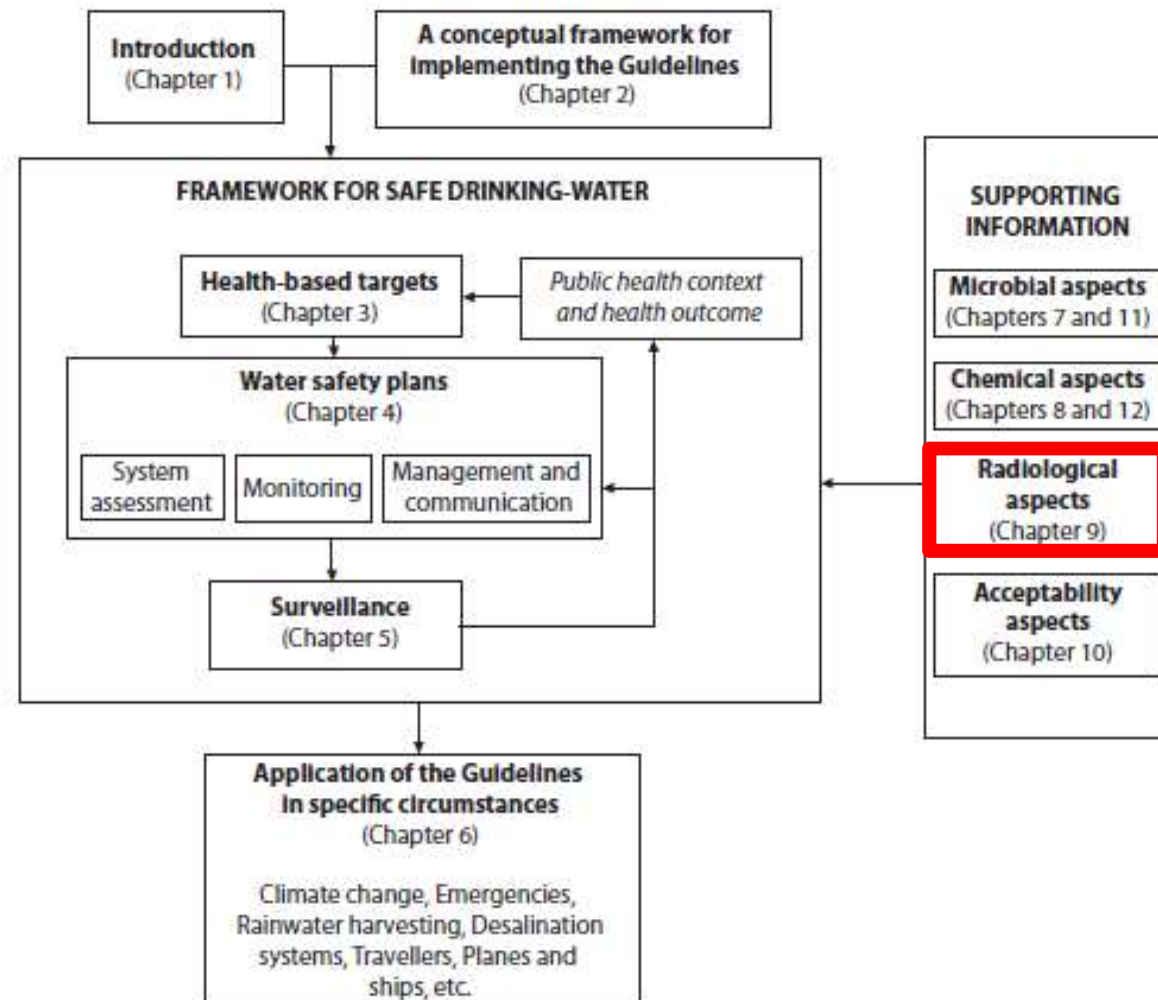 Introduction
(Chapter 1)
A conceptual framework for
implementing the Guidelines
(Chapter 2)
FRAMEWORK FOR SAFE DRINKING-WATER
Health-based targets
(Chapter 3)
Public health context
and health outcome
Water safety plans
(Chapter 4)
System
assessment
Monitoring
Management and
communication
Surveillance
(Chapter 5)
SUPPORTING
INFORMATION
Microbial aspects
(Chapters 7 and 11)
Chemical aspects
(Chapters 8 and 12)
Radiological
aspects
(Chapter 9)
Acceptability
aspects
(Chapter 10)
Application of the Guidelines
in specific circumstances
(Chapter 6)
Climate change, Emergencies,
Rainwater harvesting, Desalination
systems, Travellers, Planes and
ships, etc.